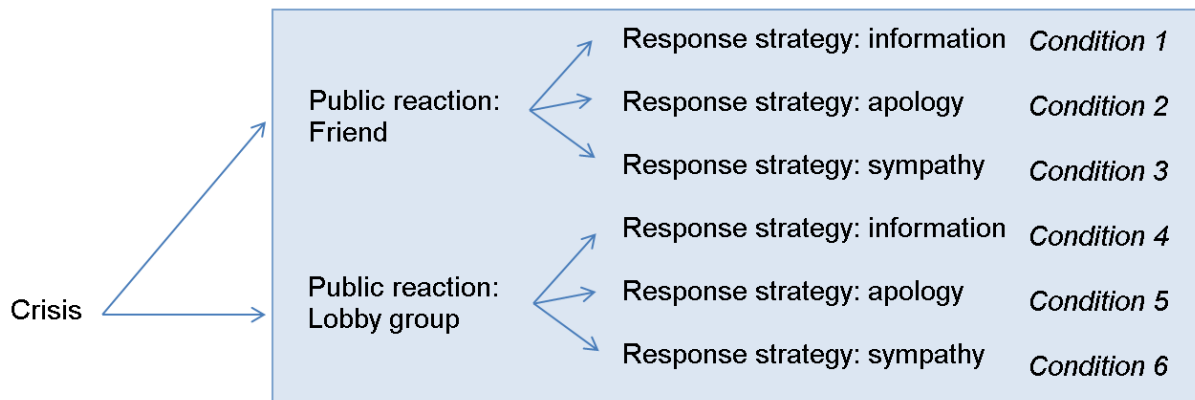 Response strategy: information Condition 1
Public reaction:
Friend
Response strategy: apology Condition 2
Response strategy: sympathy Condition 3
Response strategy: information Condition 4
Crisis
Public reaction:
Lobby group
Response strategy: apology Condition 5
Response strategy: sympathy Condition 6